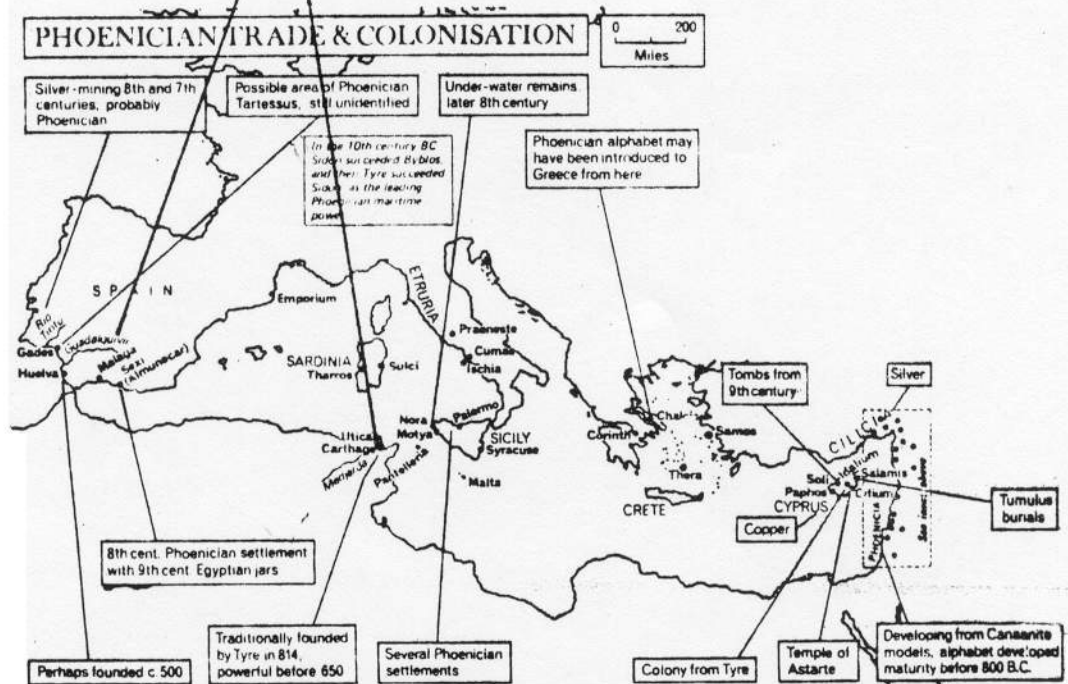 PHOENICIAN TRADE & COLONISATION
0 200
Miles
Silver-mining 8th and 7th
centuries, probably
Phoenician
Possible area of Phoenician
Tartessus, still unidentified
Under-water remains
later 8th century
In the 10th century BC
Sidon succeeded Byblos,
and then Tyre succeeded
Sidon as the leading
Phoenician maritime
power
Phoenician alphabet may
have been introduced to
Greece from here
SPAIN
Rio
Tinto
Gades
Guadalquivir
Huelva
Malaga
Sexi
(Almunecar)
Emporium
ETRURIA
Praeneste
Cumae
Ischia
SARDINIA
Tharros
Sulci
Nora
Motya
Palermo
SICILY
Syracuse
Utica
Carthage
Pantelleria
Malta
Corinth
Samos
Thera
CRETE
Tombs from
9th century
Silver
CILICI
Soli
Idalium
Salamis
Paphos
Citium
CYPRUS
Copper
PHOENICIA
See inset above
Tumulus
burials
8th cent. Phoenician settlement
with 9th cent. Egyptian jars
Perhaps founded c.500
Traditionally founded
by Tyre in 814,
powerful before 650
Several Phoenician
settlements
Colony from Tyre
Temple of
Astarte
Developing from Canaanite
models, alphabet developed
maturity before 800 B.C.